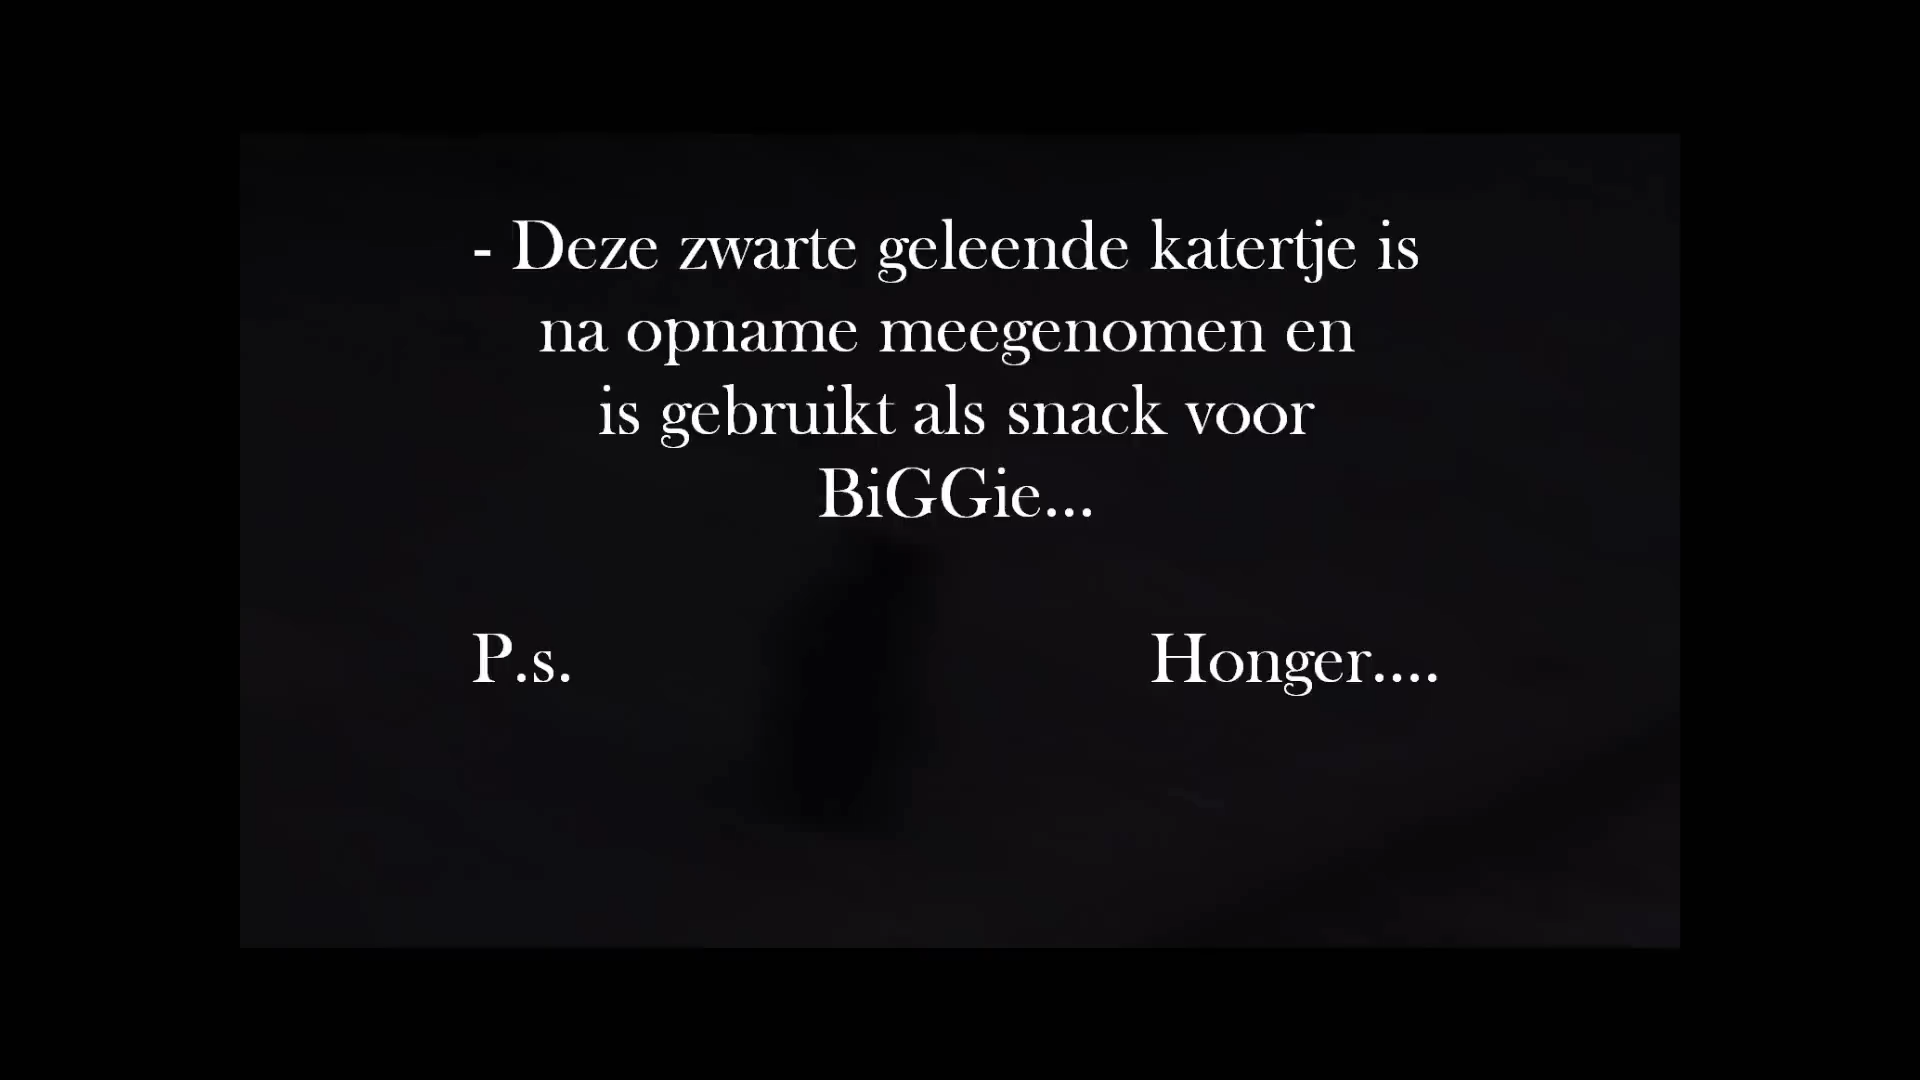 - Deze zwarte geleende katertje is
na opname meegenomen en
is gebruikt als snack voor
BiGGie...
P.s. Honger....